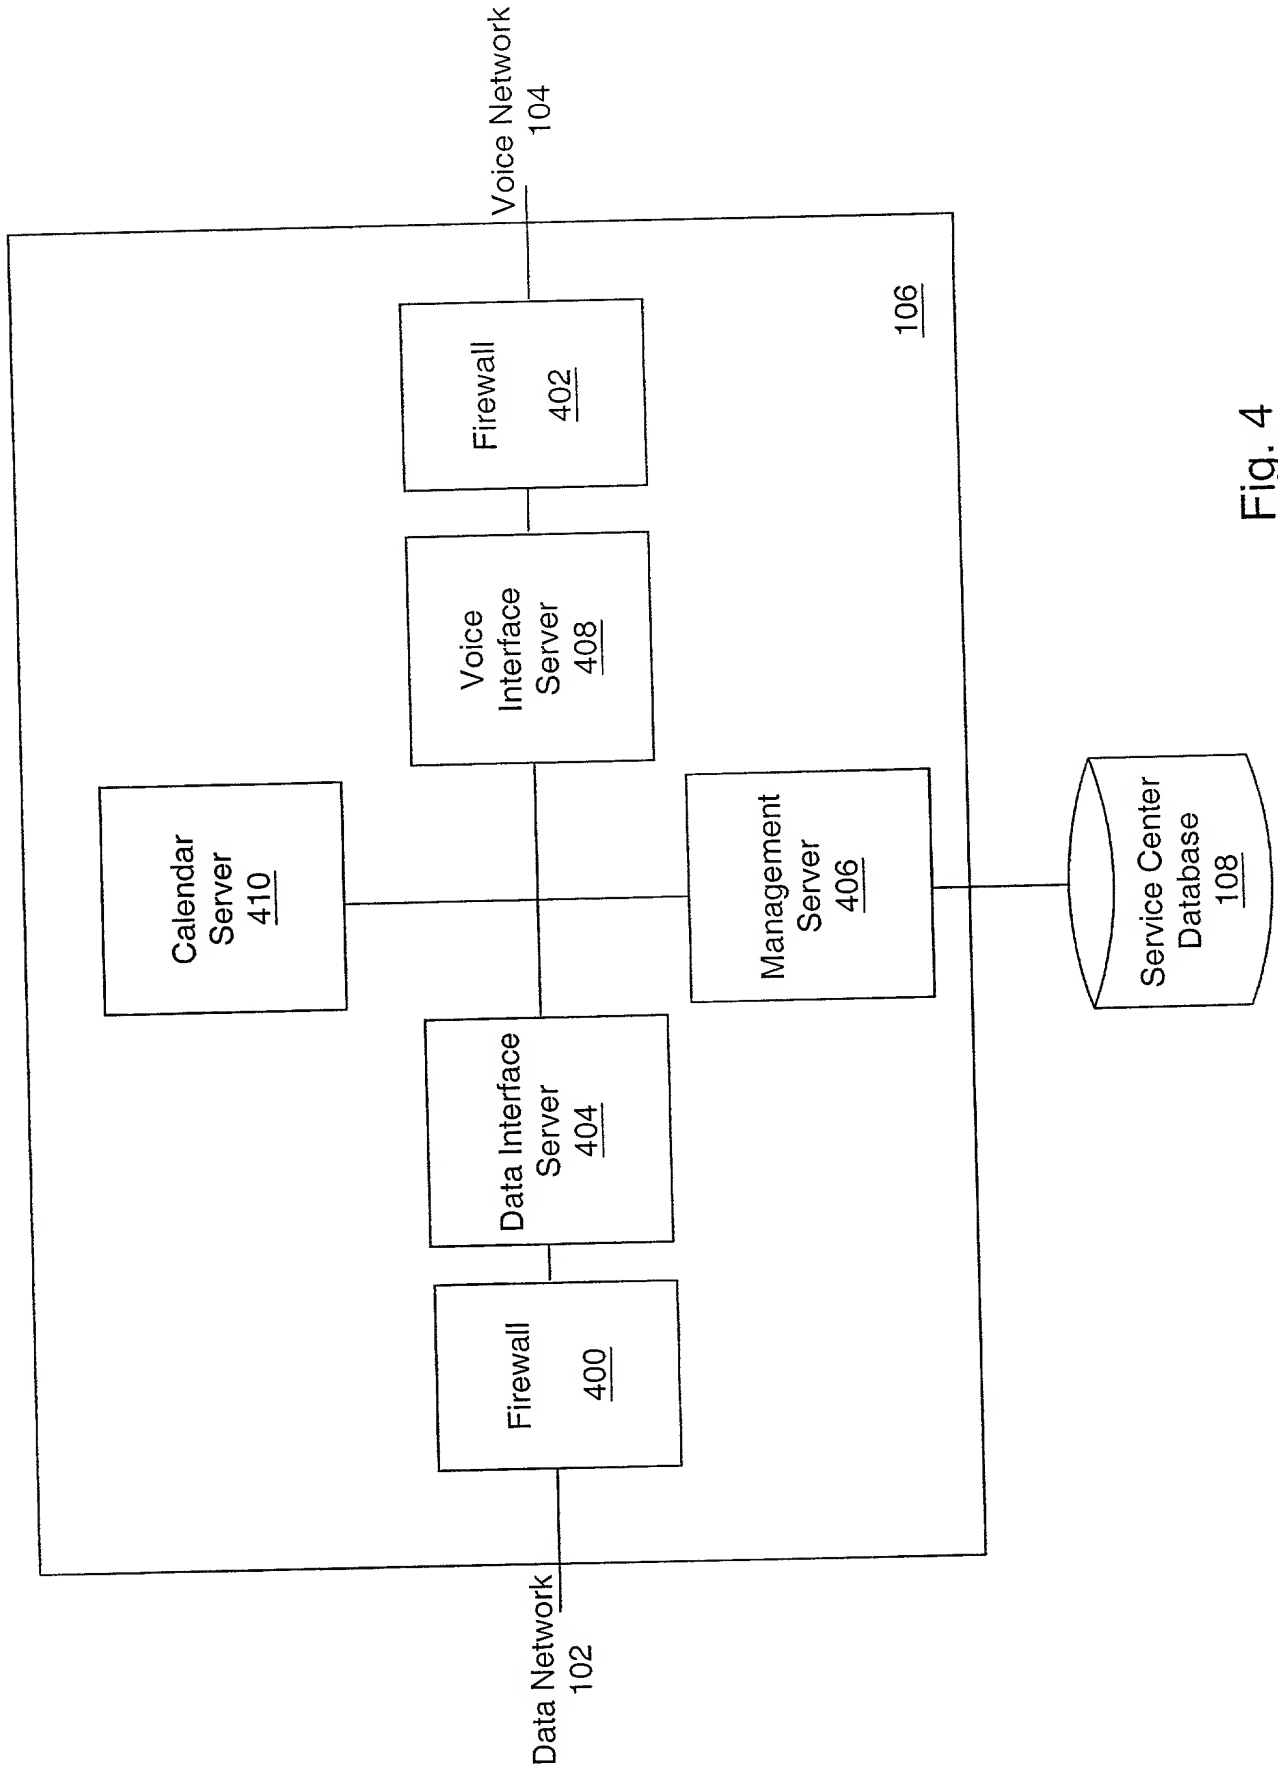 Calendar
Server
410
Data Network
102
Firewall
400
Data Interface
Server
404
Voice
Interface
Server
408
Firewall
402
Voice Network
104
Management
Server
406
106
Service Center
Database
108
Fig. 4